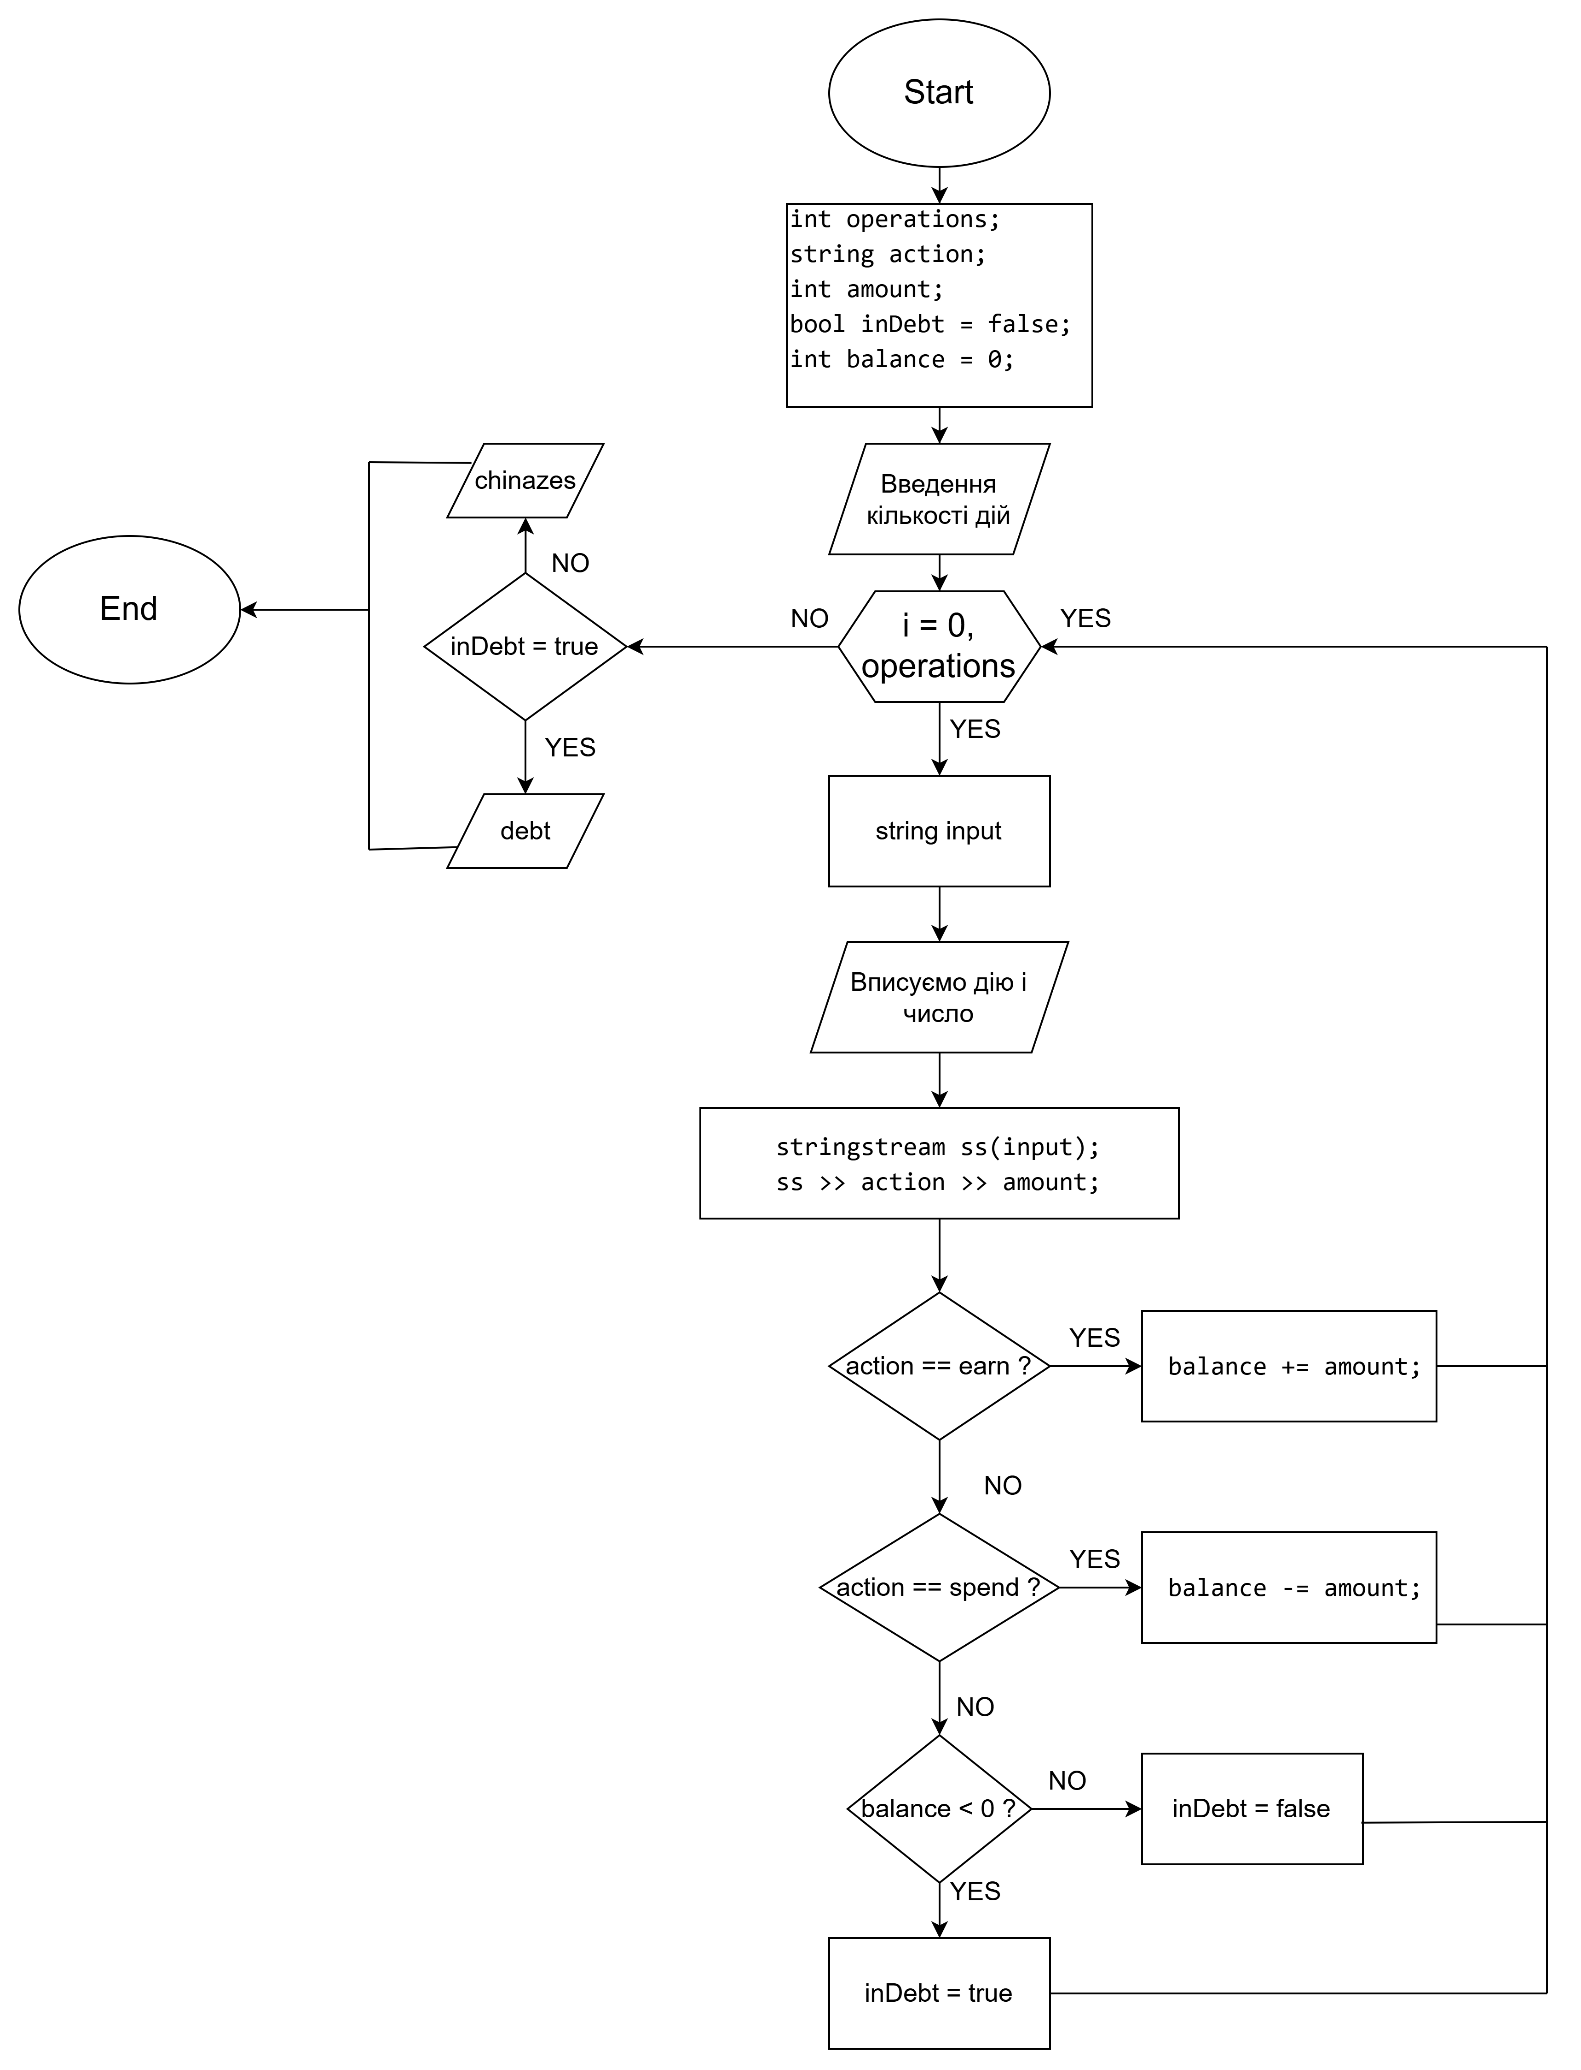 Start
int operations;
string action;
int amount;
bool inDebt = false;
int balance = 0;
Введення
кількості дій
i = 0,
operations
YES
NO
YES
inDebt = true
NO
chinazes
YES
debt
End
string input
Вписуємо дію і
число
stringstream ss(input);
ss >> action >> amount;
action == earn ?
YES
balance += amount;
NO
action == spend ?
YES
balance -= amount;
NO
balance < 0 ?
NO
inDebt = false
YES
inDebt = true